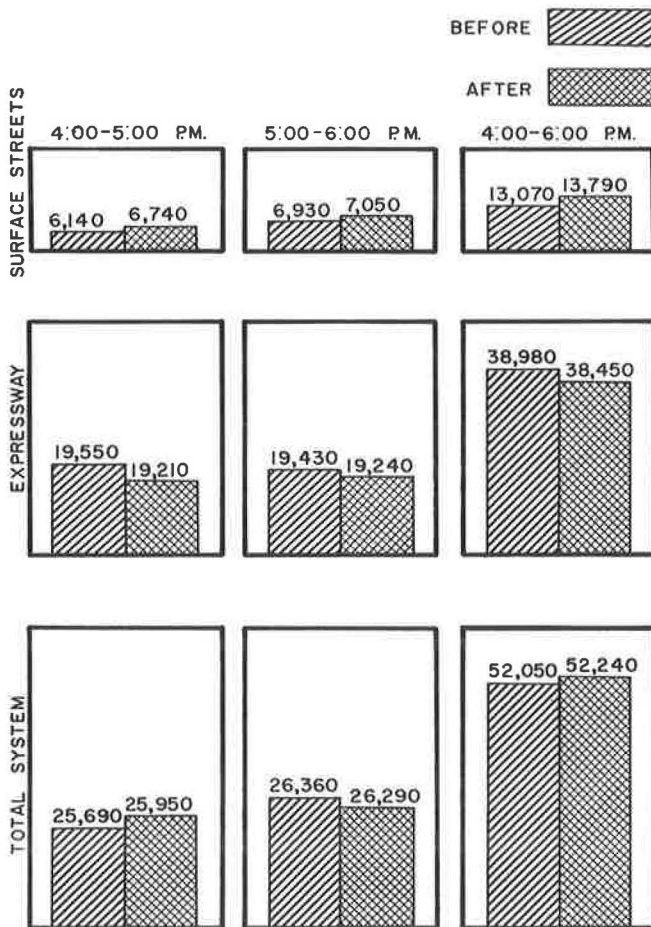 BEFORE
AFTER
SURFACE STREETS
4:00-5:00 P.M.
5:00-6:00 P.M.
4:00-6:00 P.M.
6,140 6,740
6,930 7,050
13,070 13,790
EXPRESSWAY
19,550 19,210
19,430 19,240
38,980 38,450
TOTAL SYSTEM
25,690 25,950
26,360 26,290
52,050 52,240